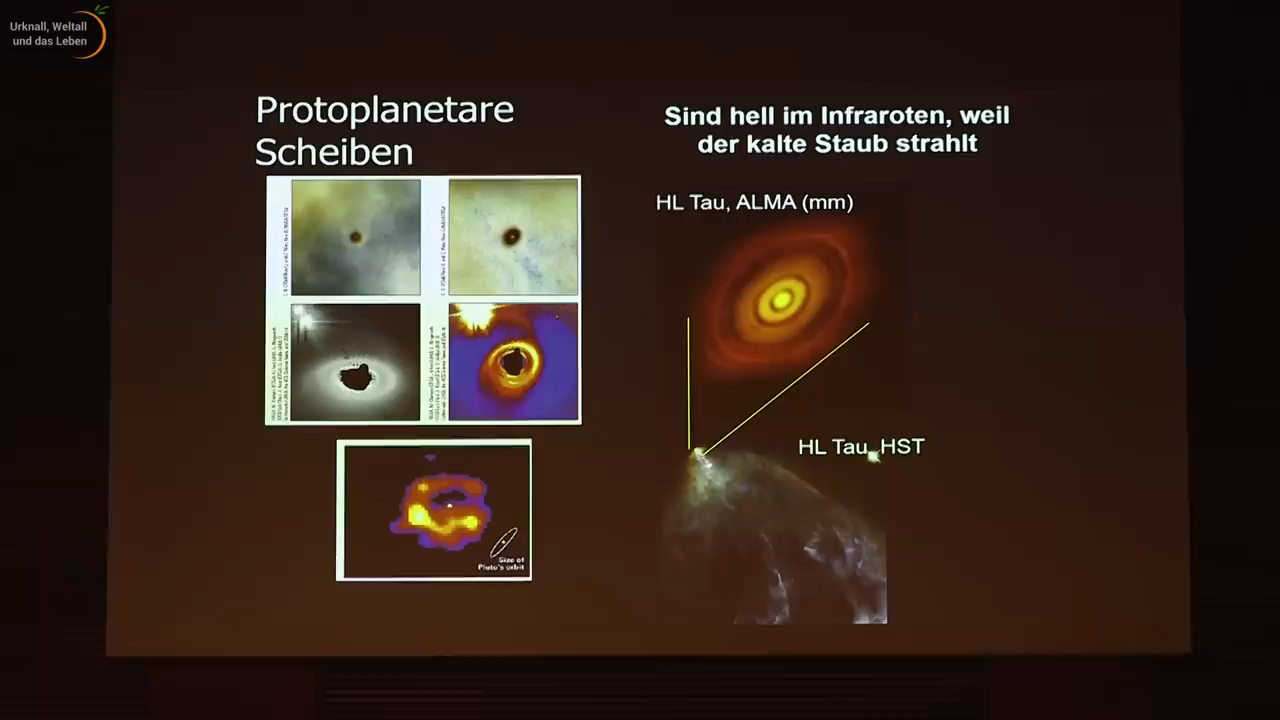 Urknall, Weltall
und das Leben
Protoplanetare
Scheiben
Sind hell im Infraroten, weil
der kalte Staub strahlt
HL Tau, ALMA (mm)
HL Tau, HST
Size of
Pluto's orbit